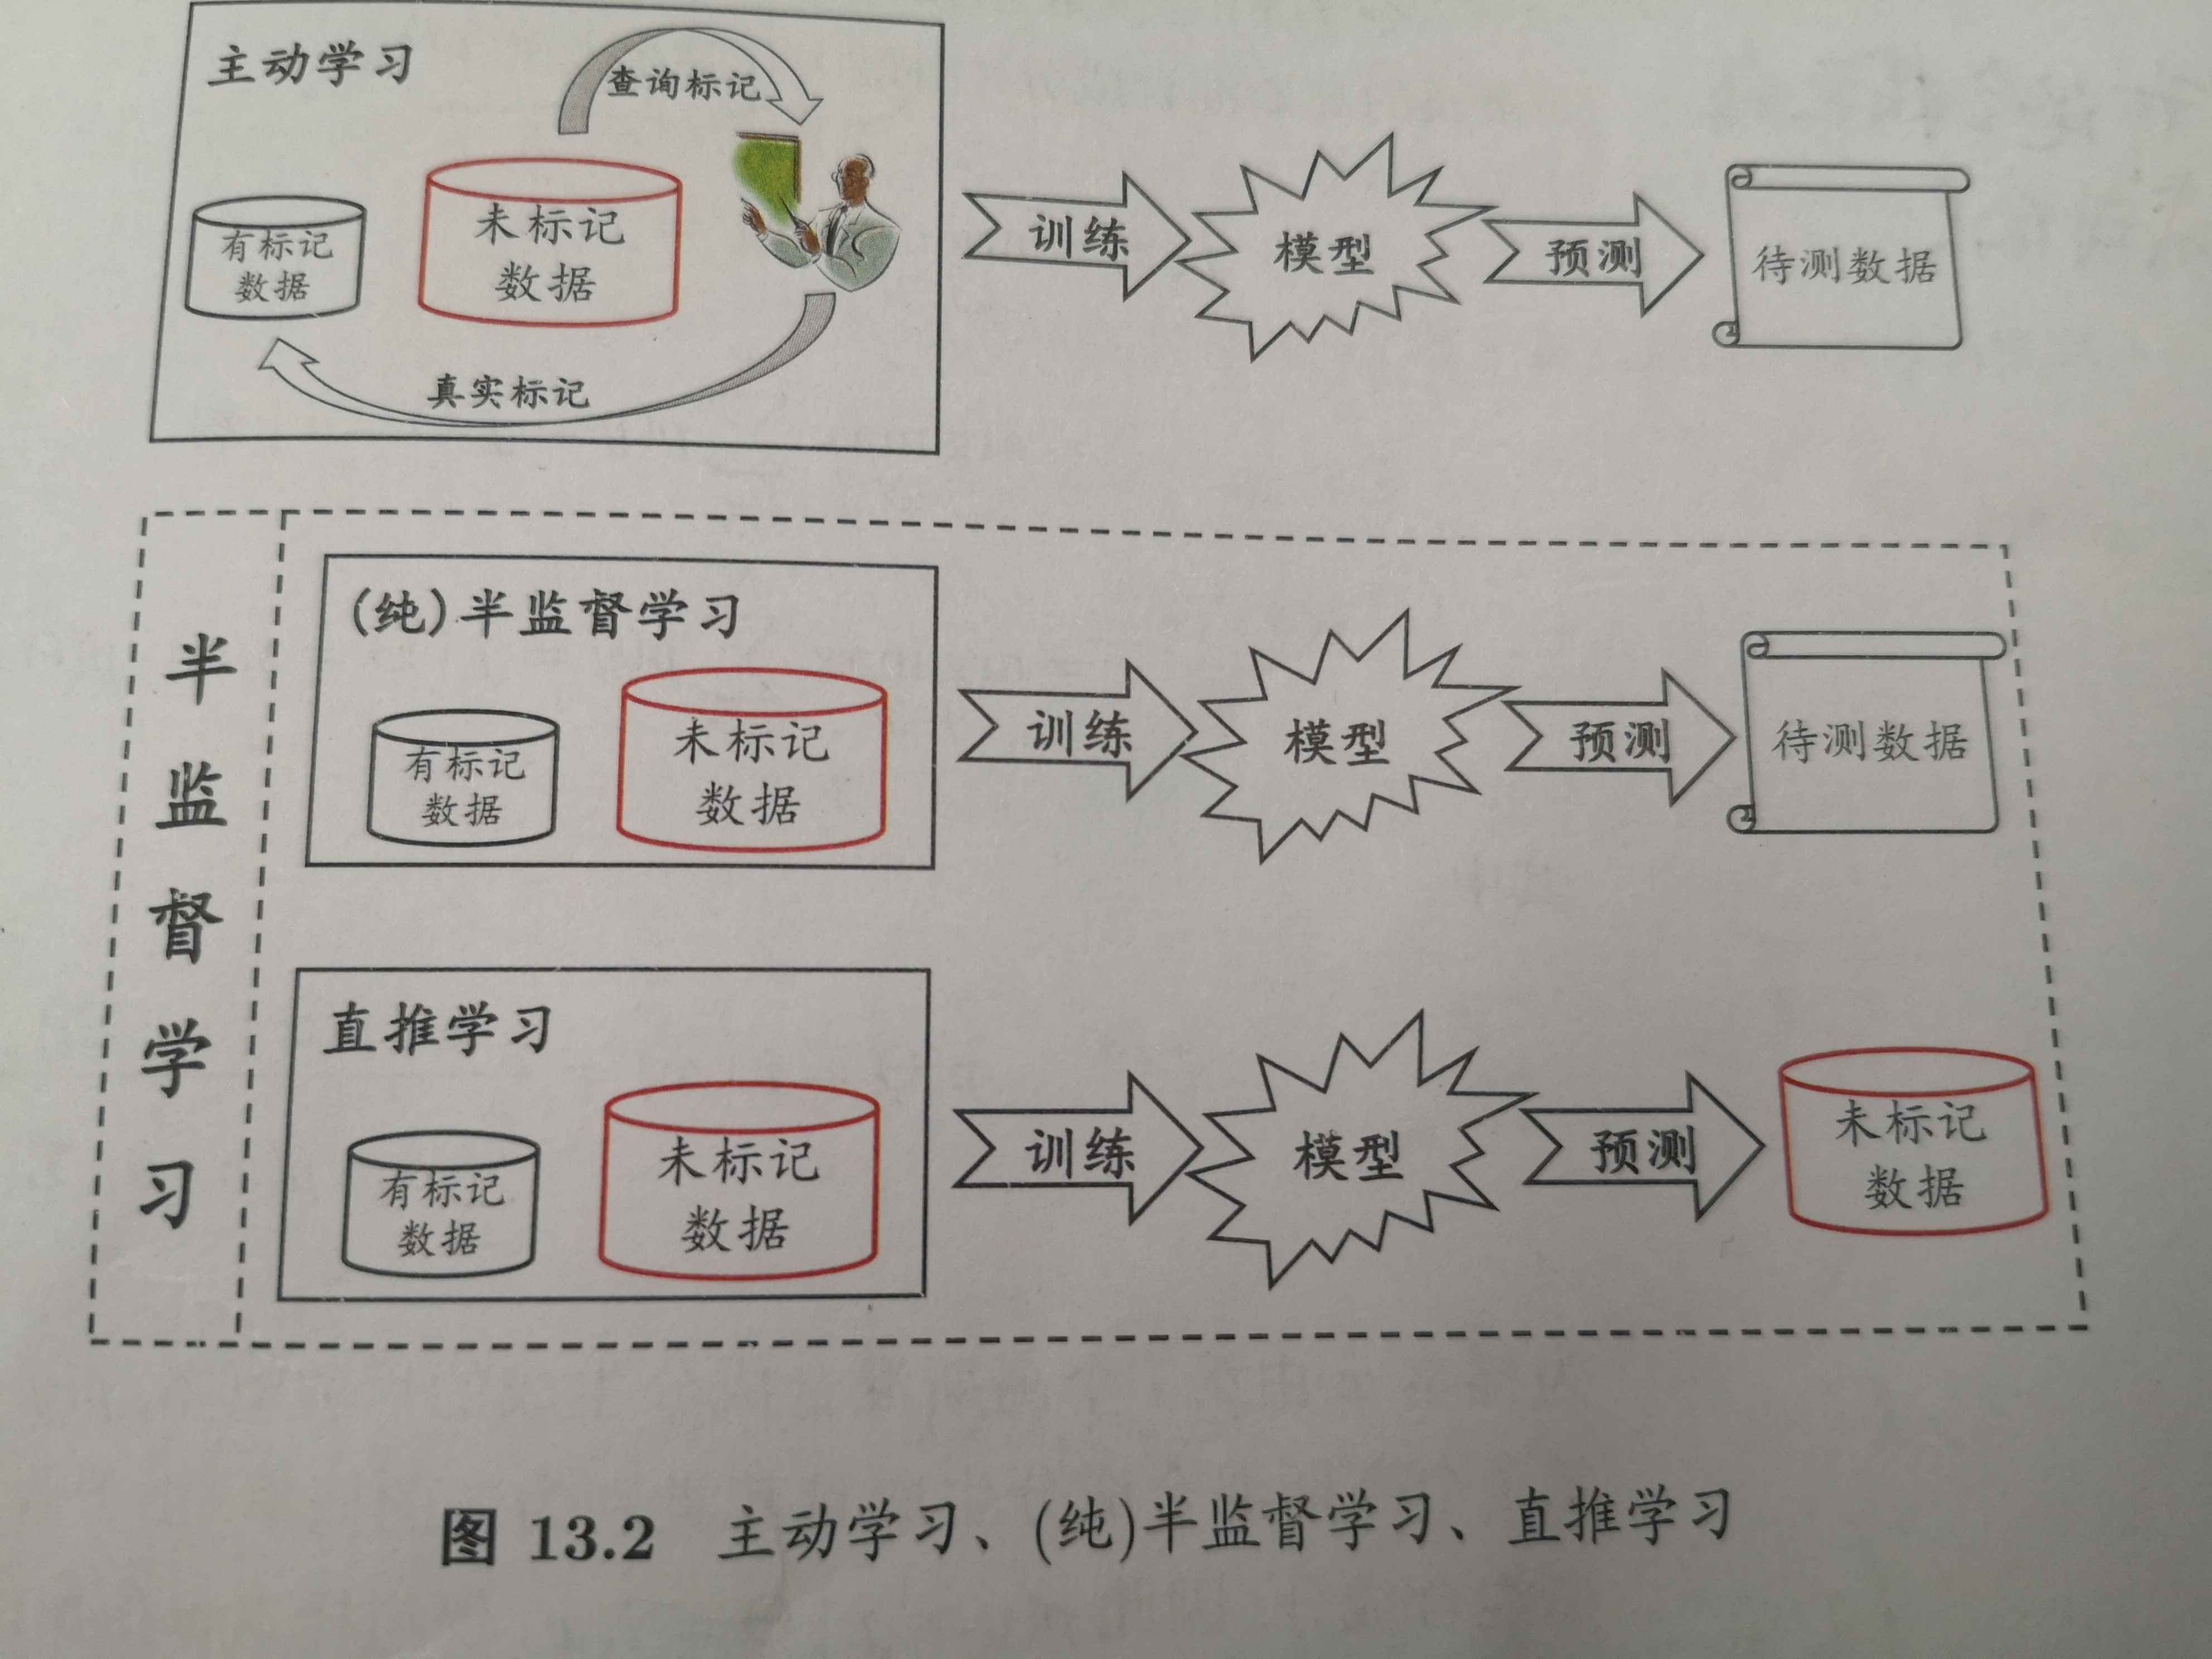 主动学习
查询标记
有标记
数据
未标记
数据
真实标记
训练
模型
预测
待测数据
半监督学习
(纯)半监督学习
有标记
数据
未标记
数据
训练
模型
预测
待测数据
直推学习
有标记
数据
未标记
数据
训练
模型
预测
未标记
数据
图 13.2 主动学习、(纯)半监督学习、直推学习